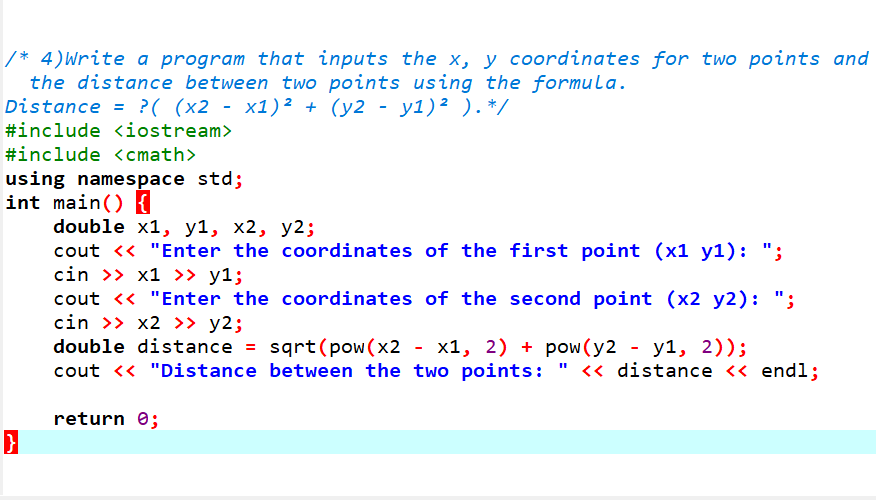 /* 4)Write a program that inputs the x, y coordinates for two points and
the distance between two points using the formula.
Distance = ?( (x2 - x1)² + (y2 - y1)² ).*/
#include <iostream>
#include <cmath>
using namespace std;
int main() {
double x1, y1, x2, y2;
cout << "Enter the coordinates of the first point (x1 y1): ";
cin >> x1 >> y1;
cout << "Enter the coordinates of the second point (x2 y2): ";
cin >> x2 >> y2;
double distance = sqrt(pow(x2 - x1, 2) + pow(y2 - y1, 2));
cout << "Distance between the two points: " << distance << endl;
return 0;
}